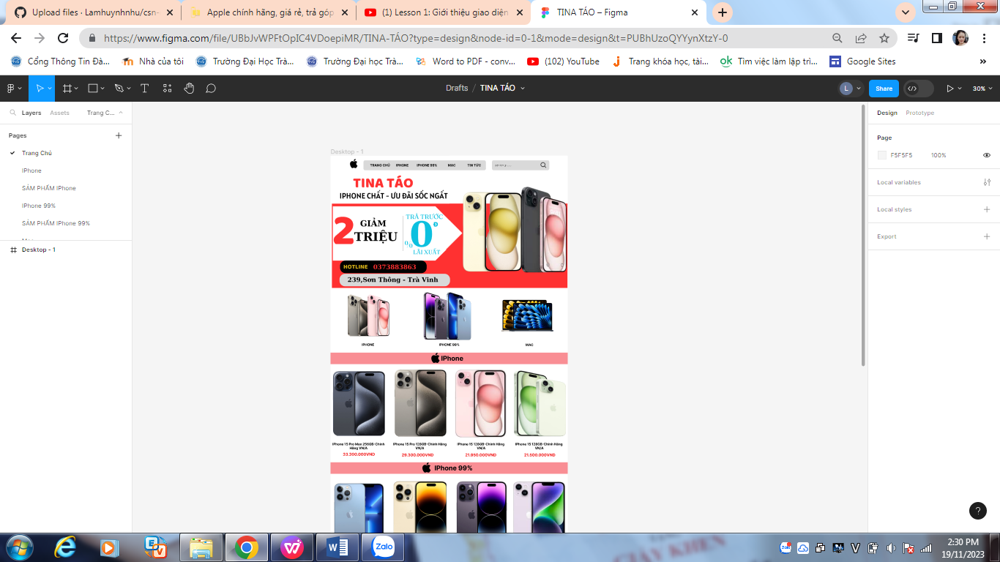 Upload files · Lamhuynhnhu/csn-
Apple chính hãng, giá rẻ, trả góp
(1) Lesson 1: Giới thiệu giao diện
TINA TÁO – Figma
https://www.figma.com/file/UBbJvWPFtOpIC4VDoepiMR/TINA-TÁO?type=design&node-id=0-1&mode=design&t=PUBhUzoQYYynXtzY-0
Cổng Thông Tin Đà...
Nhà của tôi
Trường Đại Học Trà...
Trường Đại học Trà...
Word to PDF - conv...
(102) YouTube
Trang khóa học, tài...
Tìm việc làm lập trì...
Google Sites
Drafts / TINA TÁO
L
Share
30%
Layers
Assets
Trang C...
Design
Prototype
Pages
Trang Chủ
IPhone
SẢM PHẨM IPhone
IPhone 99%
SẢM PHẨM IPhone 99%
Desktop - 1
Page
F5F5F5
100%
Local variables
Local styles
Export
Desktop - 1
TRANG CHỦ
IPHONE
IPHONE 99%
MAC
TIN TỨC
TINA TÁO
IPHONE CHẤT - ƯU ĐÃI SỐC NGẤT
2 GIẢM TRIỆU
TRẢ TRƯỚC
0
LÃI XUẤT
HOTLINE 0373883863
239,Sơn Thông - Trà Vinh
IPHONE
IPHONE 99%
MAC
IPhone
iPhone 15 Pro Max 256GB-Chính Hãng VN/A
33.300.000VND
iPhone 15 Pro 128GB-Chính Hãng VN/A
29.300.000VND
iPhone 15 128GB-Chính Hãng VN/A
21.950.000VND
iPhone 15 128GB-Chính Hãng VN/A
21.500.000VND
IPhone 99%
?
Zalo
2:30 PM
19/11/2023